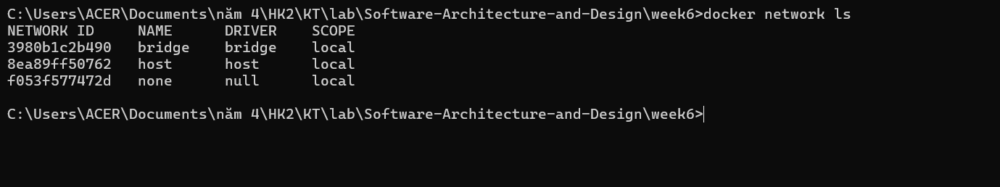 C:\Users\ACER\Documents\năm 4\HK2\KT\lab\Software-Architecture-and-Design\week6>docker network ls
NETWORK ID     NAME      DRIVER    SCOPE
3980b1c2b490   bridge    bridge    local
8ea89ff50762   host      host      local
f053f577472d   none      null      local
C:\Users\ACER\Documents\năm 4\HK2\KT\lab\Software-Architecture-and-Design\week6>